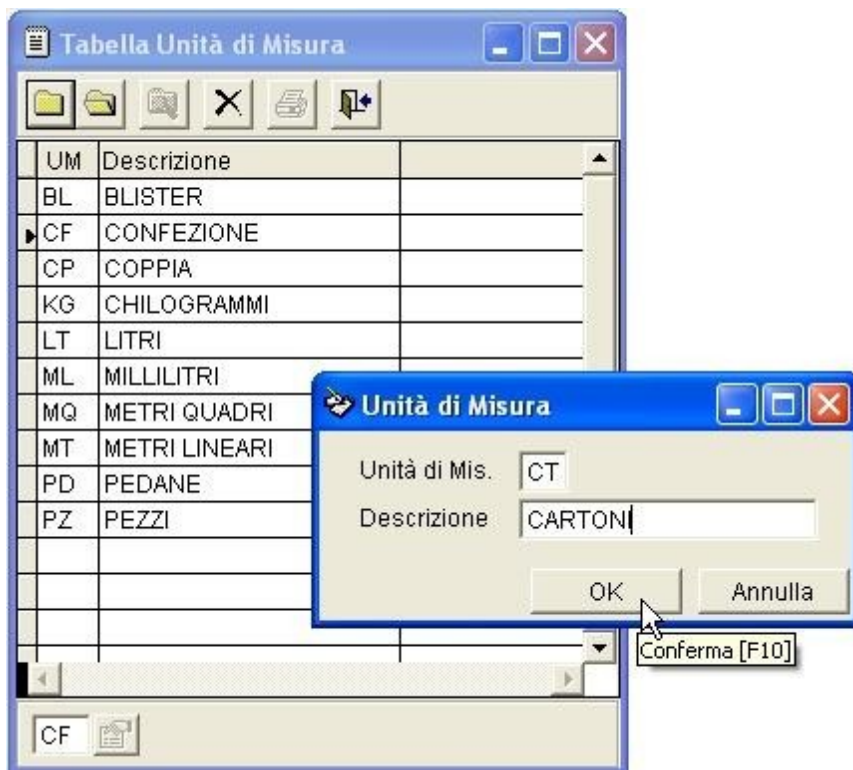 Tabella Unità di Misura
UM Descrizione
BL BLISTER
CF CONFEZIONE
CP COPPIA
KG CHILOGRAMMI
LT LITRI
ML MILLILITRI
MQ METRI QUADRI
MT METRI LINEARI
PD PEDANE
PZ PEZZI
CF
Unità di Misura
Unità di Mis. CT
Descrizione CARTONI
OK Annulla
Conferma [F10]